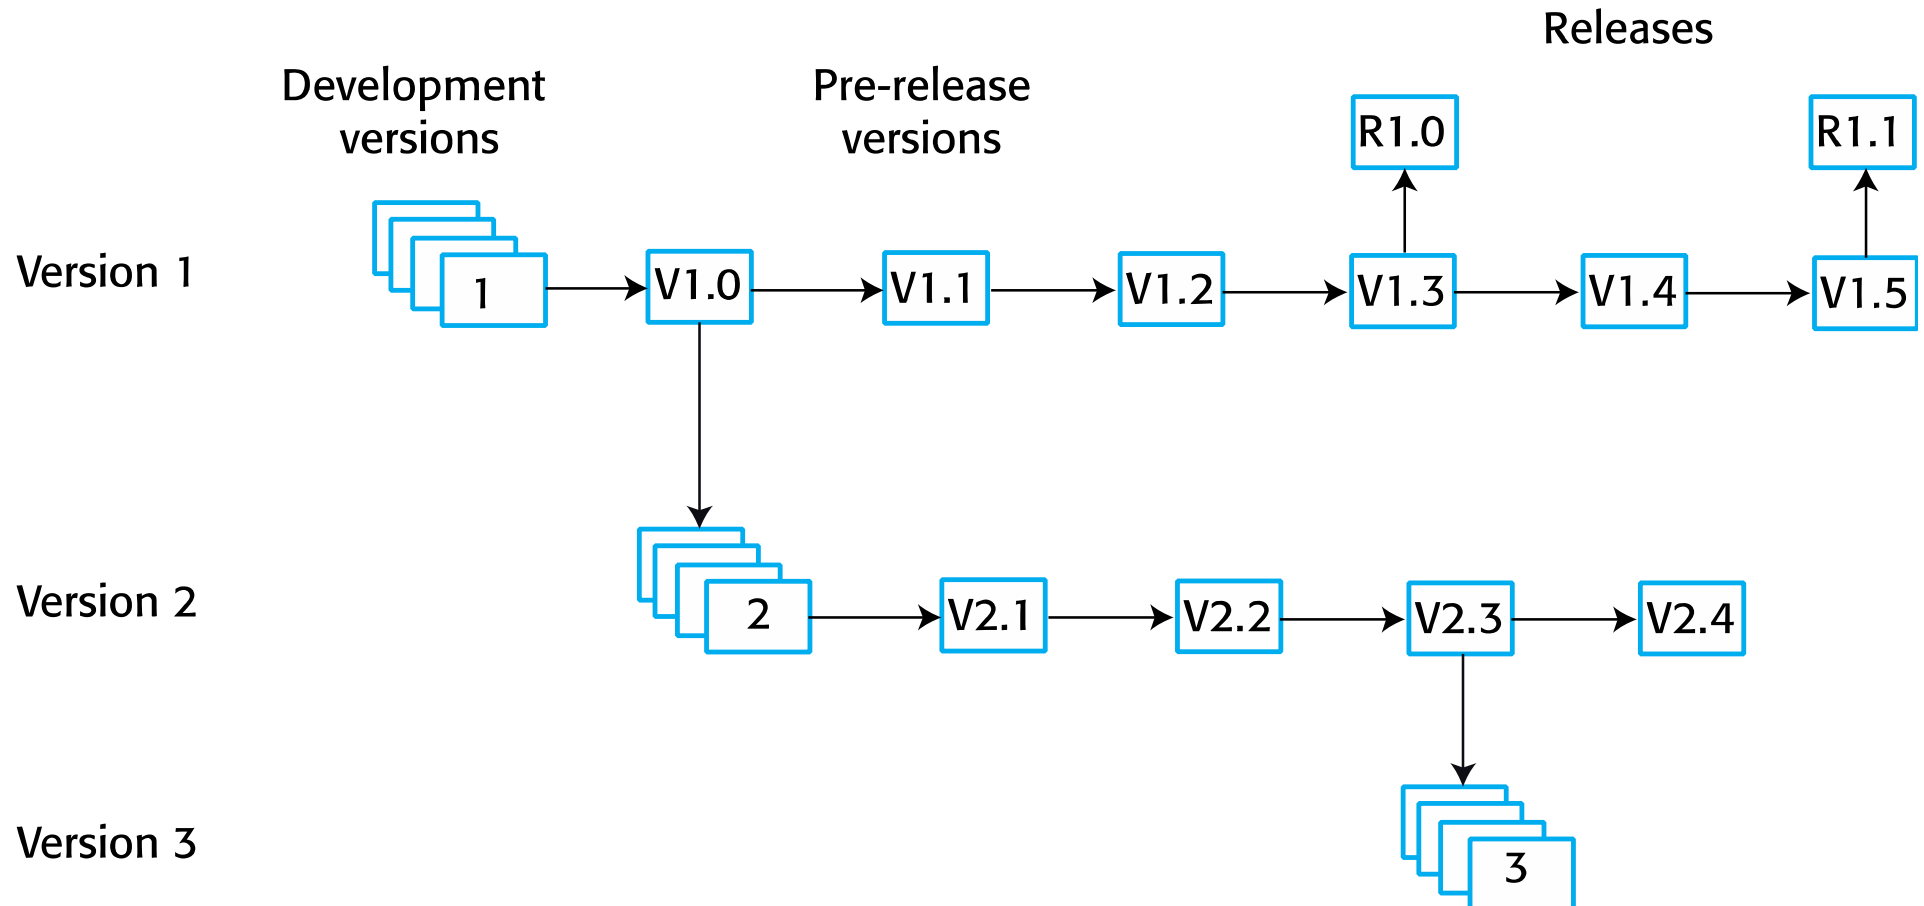 Releases
Development
versions
Pre-release
versions
R1.0
R1.1
Version 1
1
V1.0
V1.1
V1.2
V1.3
V1.4
V1.5
Version 2
2
V2.1
V2.2
V2.3
V2.4
Version 3
3